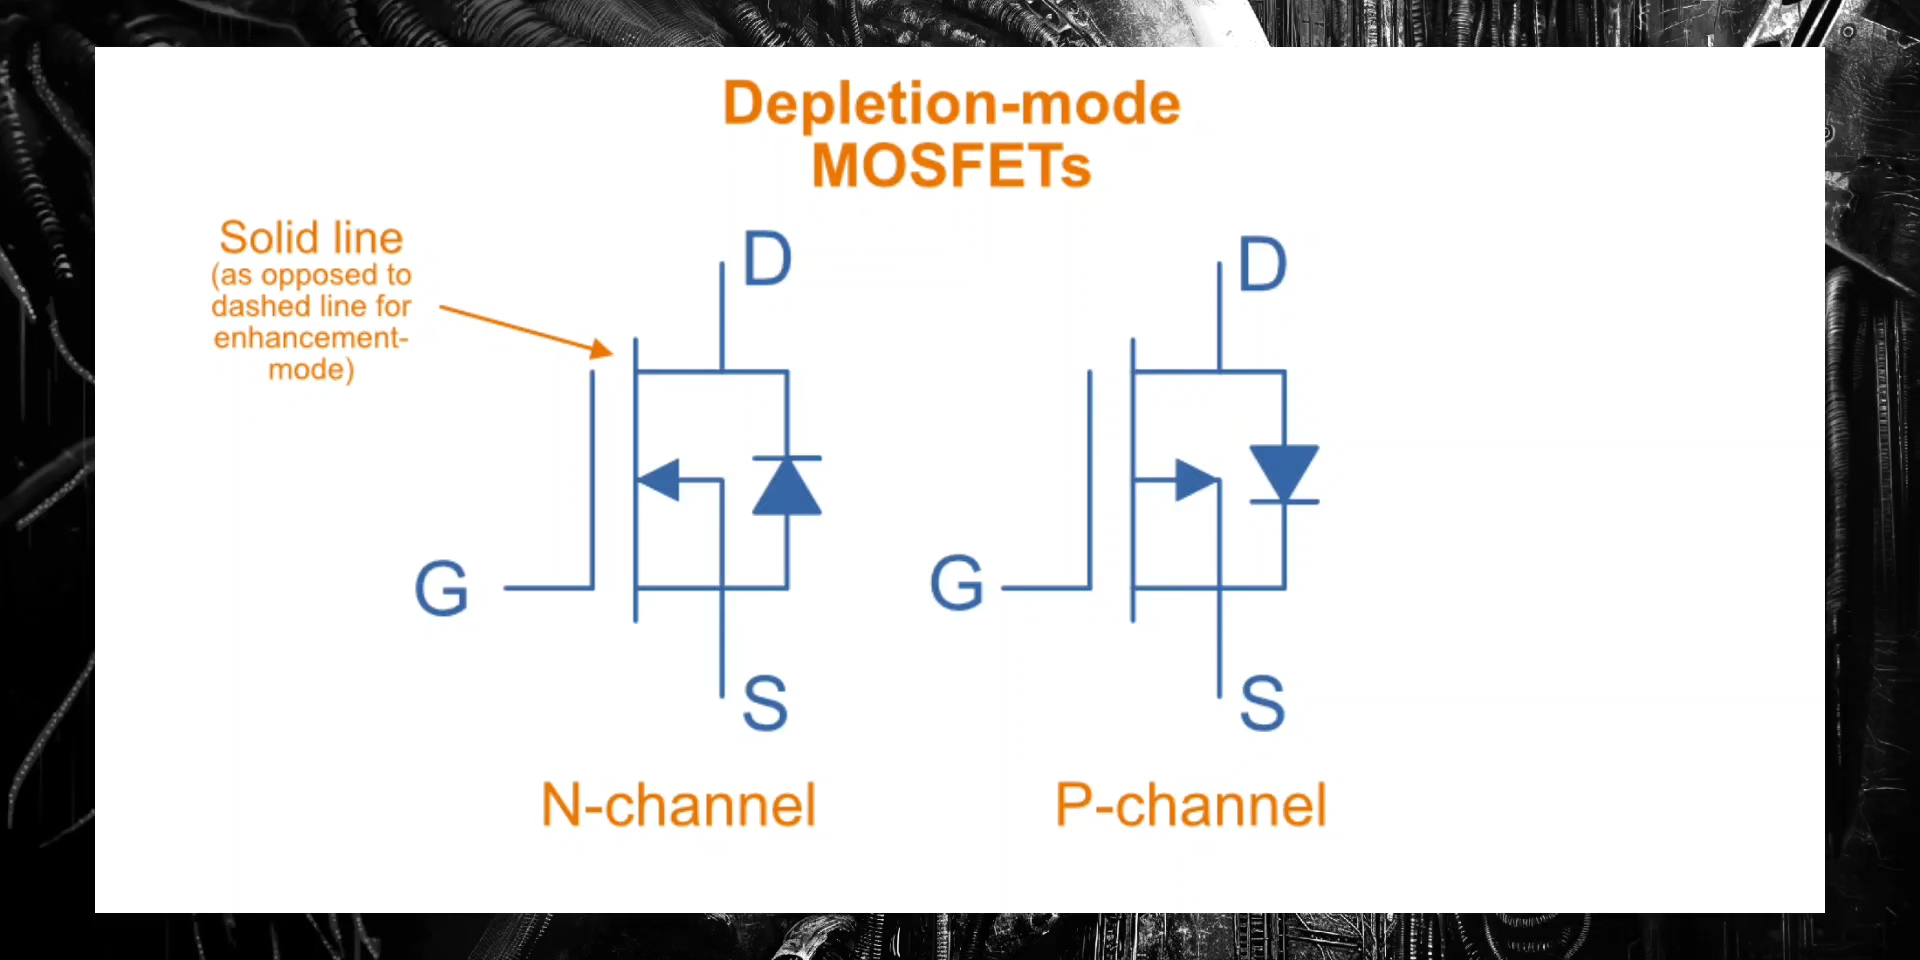 Depletion-mode
MOSFETs
Solid line
(as opposed to
dashed line for
enhancement-
mode)
D
D
G
G
S
S
N-channel
P-channel